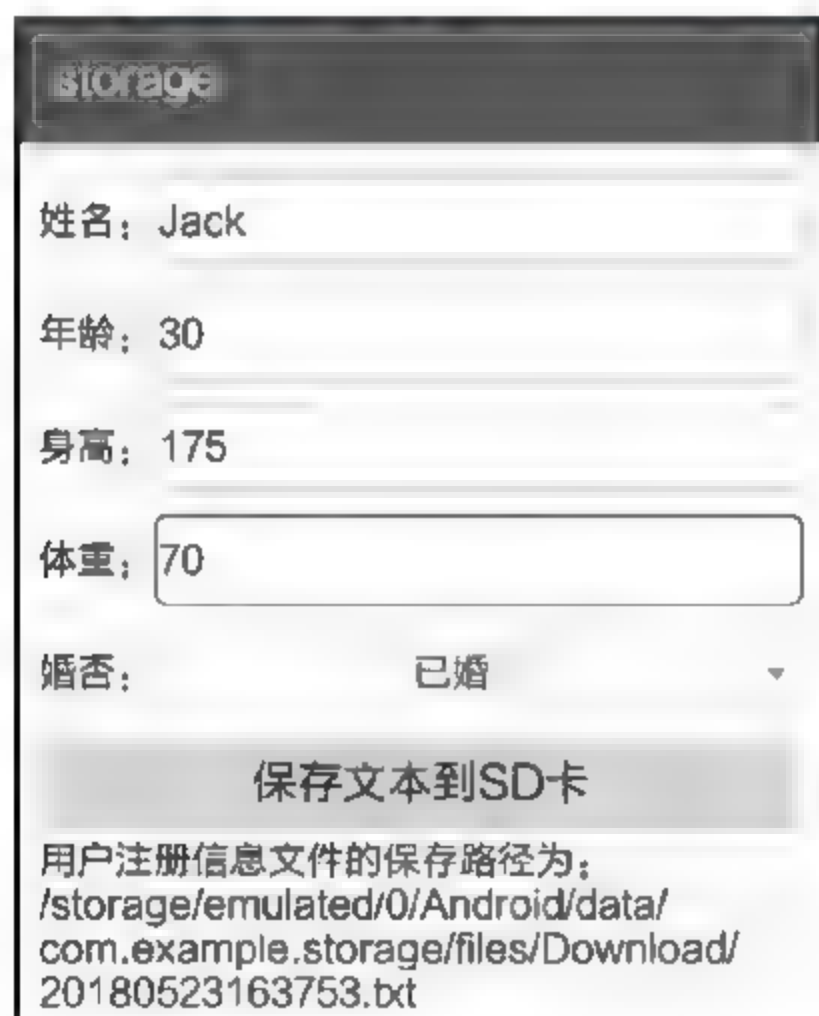 storage
姓名：Jack
年龄：30
身高：175
体重：70
婚否： 已婚
保存文本到SD卡
用户注册信息文件的保存路径为：
/storage/emulated/0/Android/data/
com.example.storage/files/Download/
20180523163753.txt